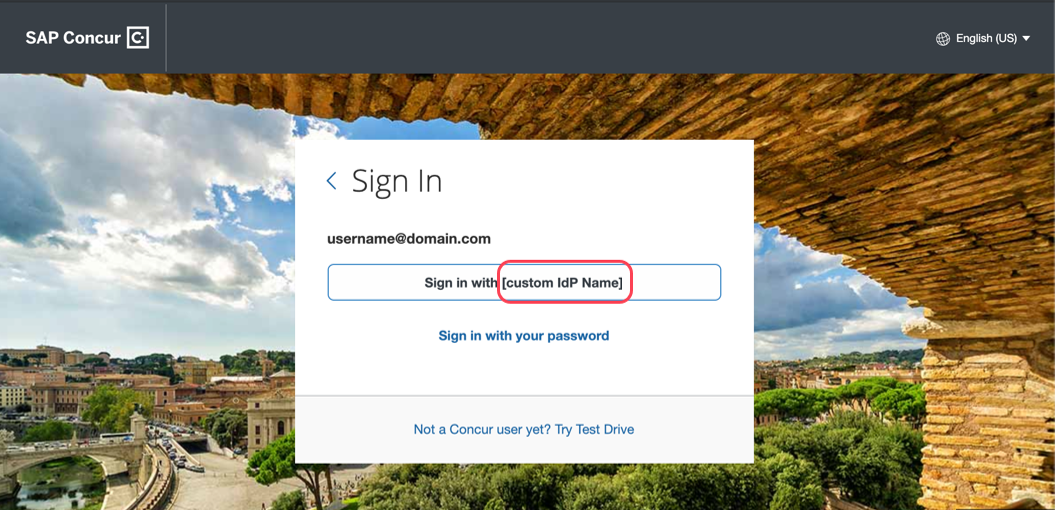 SAP Concur
English (US)
Sign In
username@domain.com
Sign in with [custom IdP Name]
Sign in with your password
Not a Concur user yet? Try Test Drive